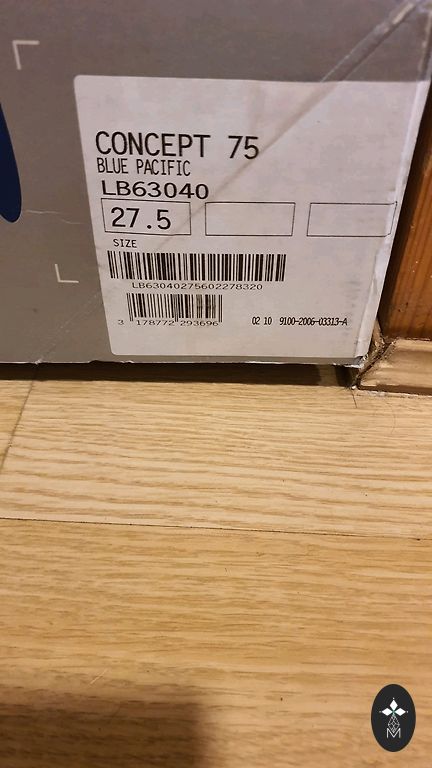 CONCEPT 75
BLUE PACIFIC
LB63040
27.5
SIZE
LB63040275602278320
3 178772 293696
02 10 9100-2006-03313-A
M